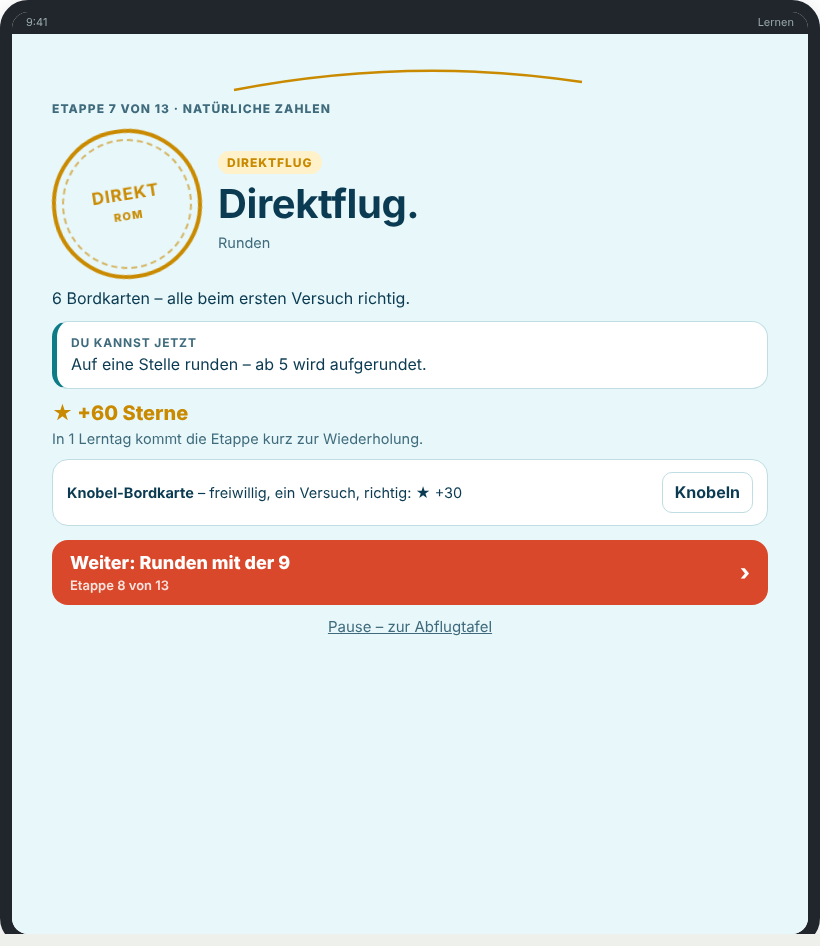 9:41
Lernen
ETAPPE 7 VON 13 · NATÜRLICHE ZAHLEN
DIREKT
ROM
DIREKTFLUG
Direktflug.
Runden
6 Bordkarten – alle beim ersten Versuch richtig.
DU KANNST JETZT
Auf eine Stelle runden – ab 5 wird aufgerundet.
★ +60 Sterne
In 1 Lerntag kommt die Etappe kurz zur Wiederholung.
Knobel-Bordkarte – freiwillig, ein Versuch, richtig: ★ +30
Knobeln
Weiter: Runden mit der 9
Etappe 8 von 13
›
Pause – zur Abflugtafel